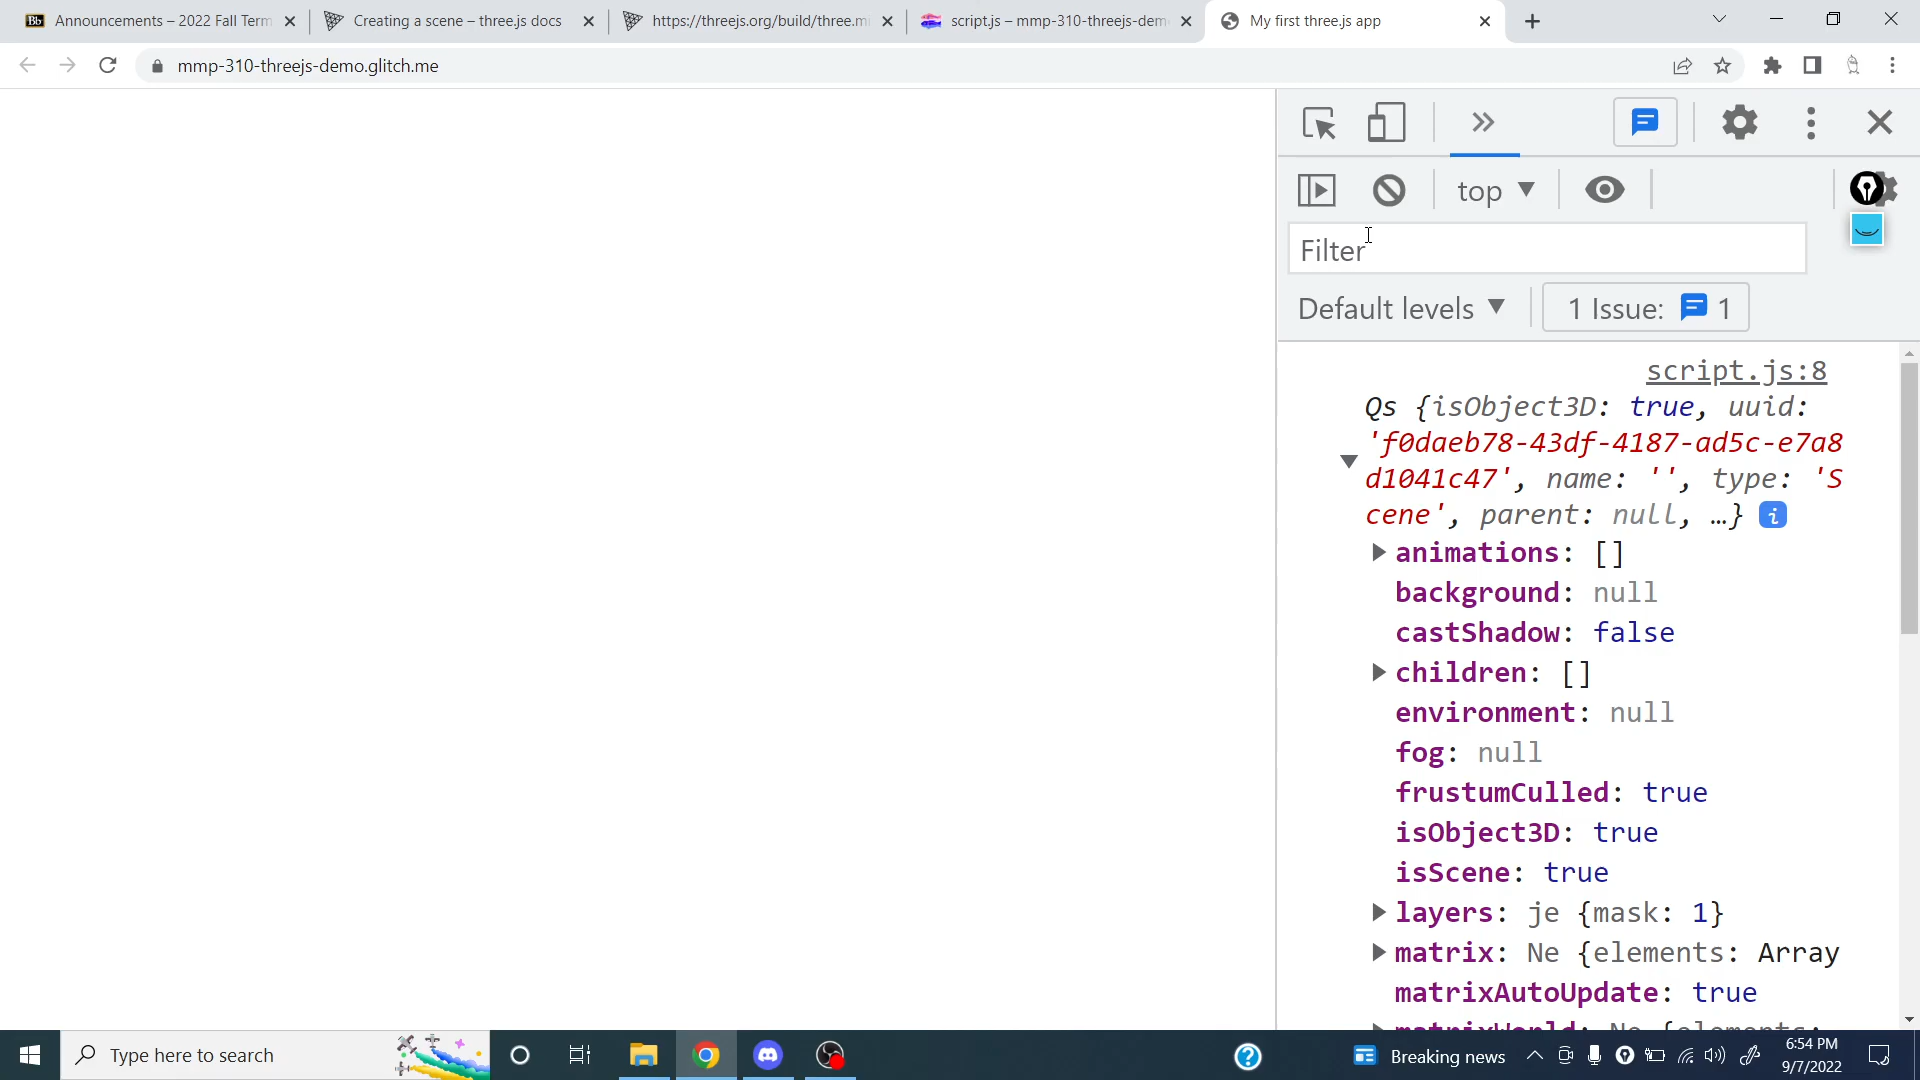 Bb Announcements – 2022 Fall Term
Creating a scene – three.js docs
https://threejs.org/build/three.m
script.js – mmp-310-threejs-dem
My first three.js app
mmp-310-threejs-demo.glitch.me
top
Filter
Default levels
1 Issue: 1
script.js:8
Qs {isObject3D: true, uuid:
'f0daeb78-43df-4187-ad5c-e7a8
d1041c47', name: '', type: 'S
cene', parent: null, …} i
animations: []
background: null
castShadow: false
children: []
environment: null
fog: null
frustumCulled: true
isObject3D: true
isScene: true
layers: je {mask: 1}
matrix: Ne {elements: Array
matrixAutoUpdate: true
matrixWorld: Ne {elements:
Type here to search
Breaking news
6:54 PM
9/7/2022